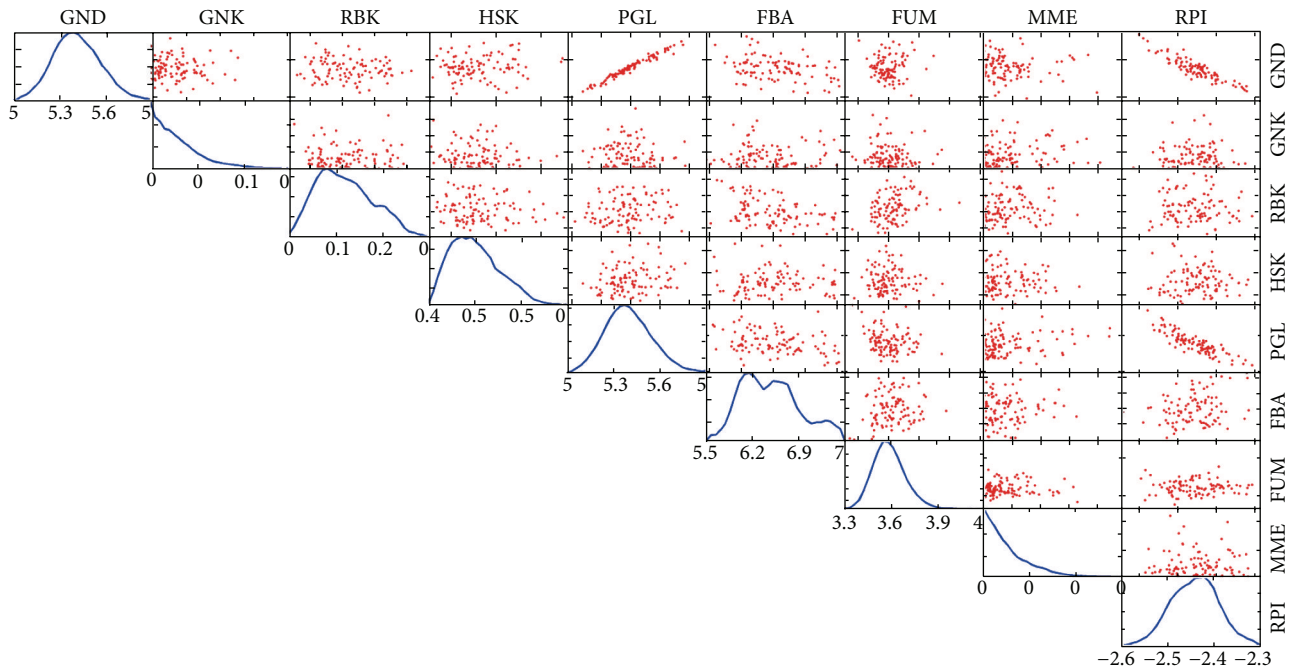 GND GNK RBK HSK PGL FBA FUM MME RPI
GND
5 5.3 5.6 5
GNK
0 0 0.1 0
RBK
0 0.1 0.2 0
HSK
0.4 0.5 0.5 0
PGL
5 5.3 5.6 5
FBA
5.5 6.2 6.9 7
FUM
3.3 3.6 3.9 4
MME
0 0 0 0
RPI
−2.6 −2.5 −2.4 −2.3